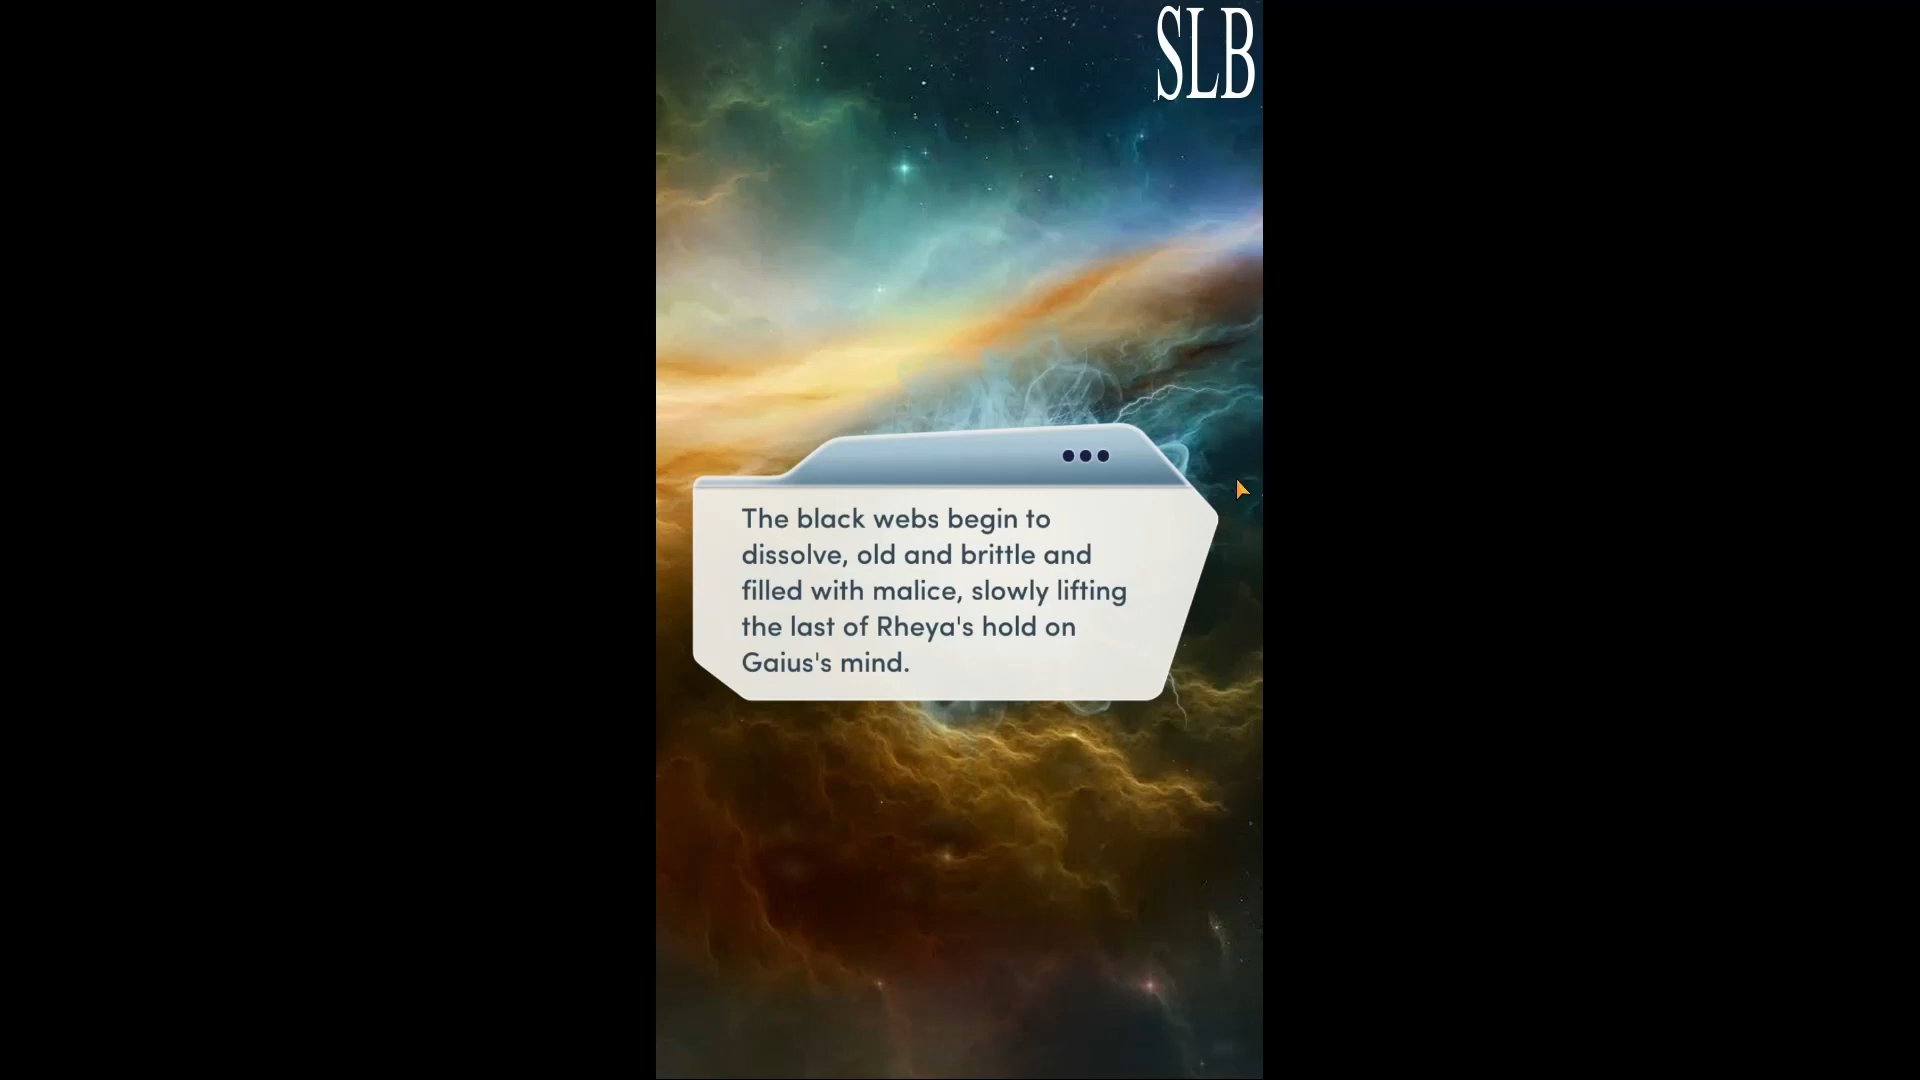 SLB
The black webs begin to
dissolve, old and brittle and
filled with malice, slowly lifting
the last of Rheya's hold on
Gaius's mind.